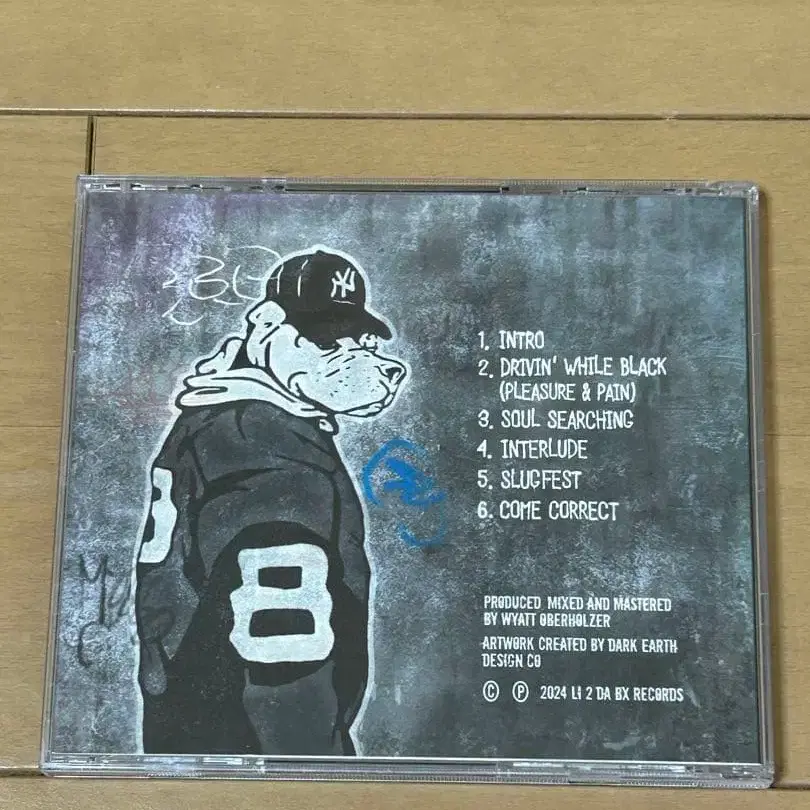 NY
8
1. INTRO
2. DRIVIN' WHILE BLACK
(PLEASURE & PAIN)
3. SOUL SEARCHING
4. INTERLUDE
5. SLUGFEST
6. COME CORRECT
PRODUCED MIXED AND MASTERED
BY WYATT OBERHOLZER
ARTWORK CREATED BY DARK EARTH
DESIGN CO
© ℗ 2024 LI 2 DA BX RECORDS